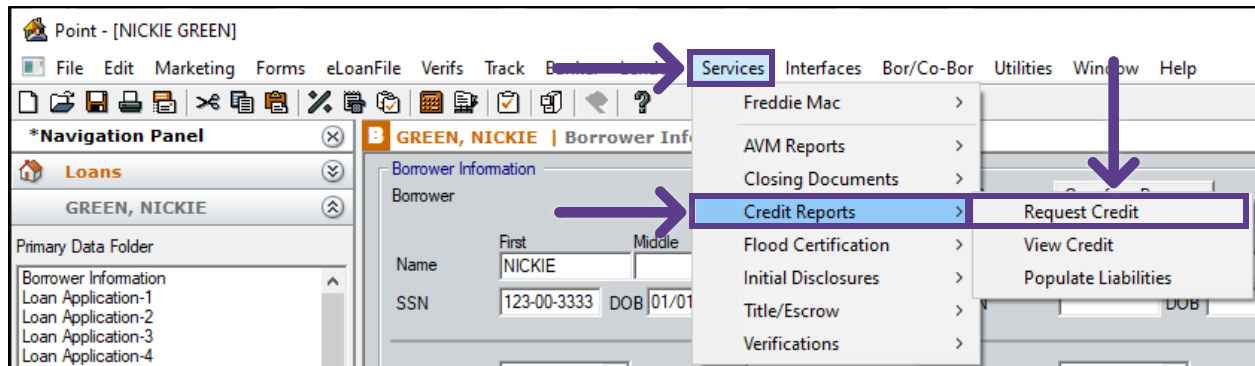 Point - [NICKIE GREEN]
File Edit Marketing Forms eLoanFile Verifs Track Services Interfaces Bor/Co-Bor Utilities Window Help
*Navigation Panel
B GREEN, NICKIE | Borrower Inf
Freddie Mac
AVM Reports
Loans
Borrower Information
Closing Documents
GREEN, NICKIE
Borrower
Credit Reports
Request Credit
Primary Data Folder
First Middle
Flood Certification
View Credit
Name NICKIE
Initial Disclosures
Populate Liabilities
SSN 123-00-3333 DOB 01/01
Title/Escrow
DOB
Verifications
Borrower Information
Loan Application-1
Loan Application-2
Loan Application-3
Loan Application-4